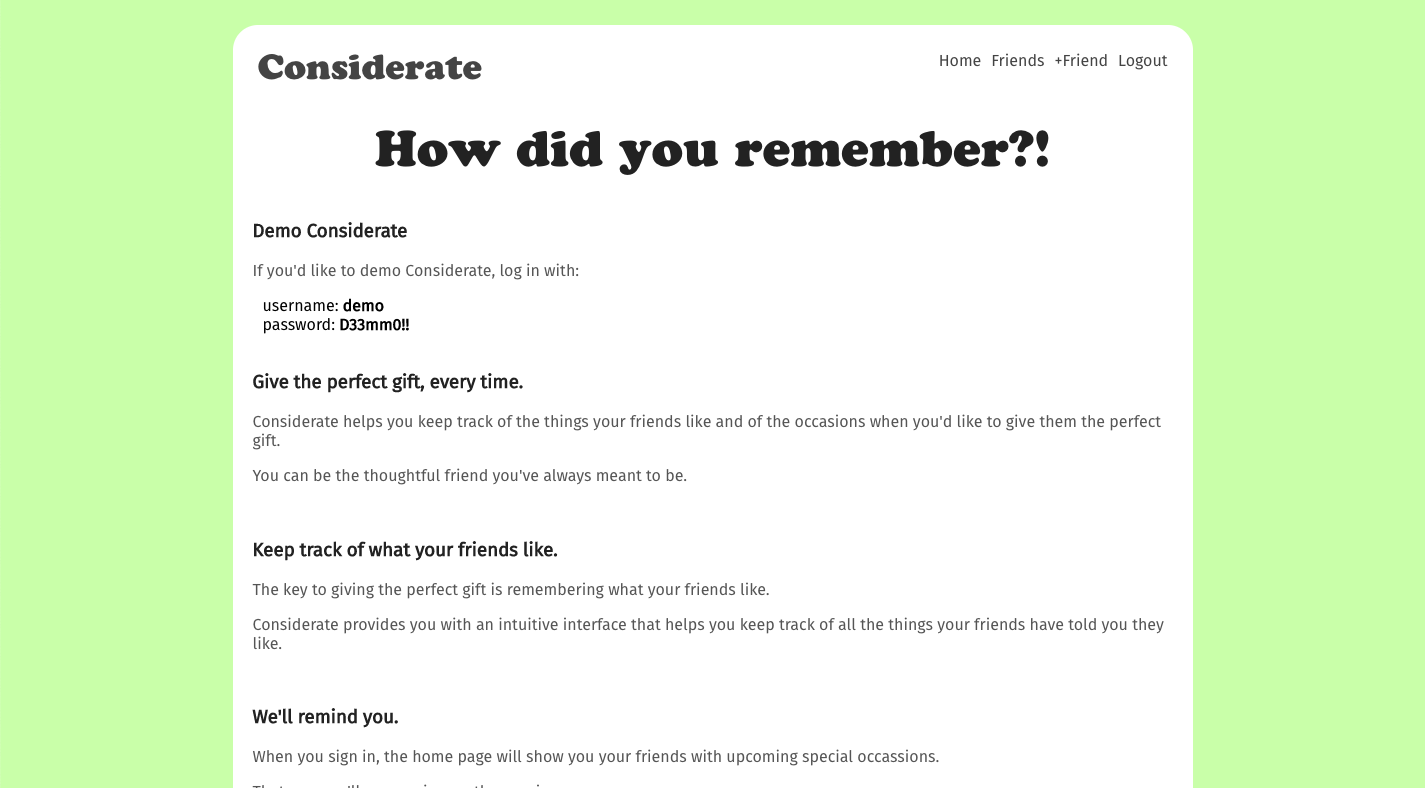 Considerate
Home Friends +Friend Logout
How did you remember?!
Demo Considerate
If you'd like to demo Considerate, log in with:
username: demo
password: D33mm0!!
Give the perfect gift, every time.
Considerate helps you keep track of the things your friends like and of the occasions when you'd like to give them the perfect
gift.
You can be the thoughtful friend you've always meant to be.
Keep track of what your friends like.
The key to giving the perfect gift is remembering what your friends like.
Considerate provides you with an intuitive interface that helps you keep track of all the things your friends have told you they
like.
We'll remind you.
When you sign in, the home page will show you your friends with upcoming special occassions.